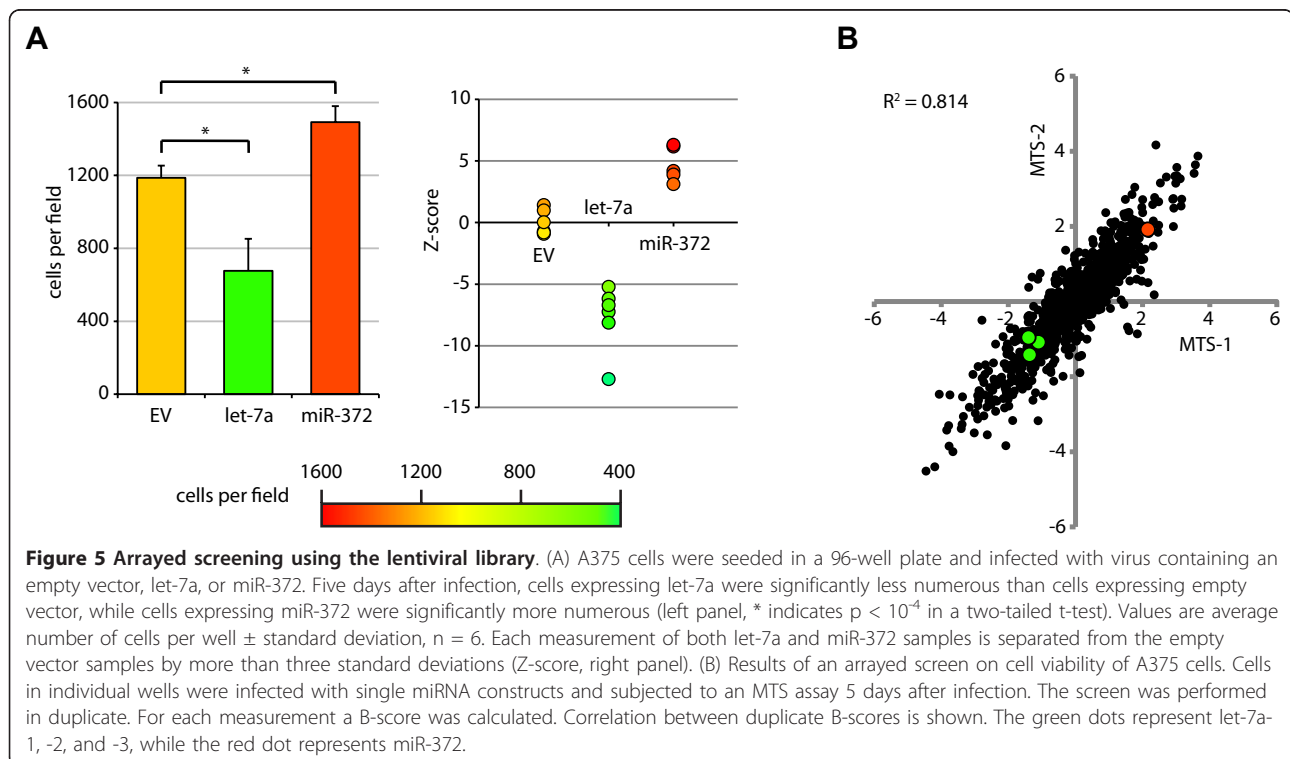 A
B
*
*
1600
1200
800
400
0
cells per field
EV
let-7a
miR-372
10
5
0
-5
-10
-15
Z-score
EV
let-7a
miR-372
R² = 0.814
6
4
2
-4
-6
MTS-2
-6
-4
-2
2
4
6
MTS-1
1600
1200
800
400
cells per field
Figure 5 Arrayed screening using the lentiviral library. (A) A375 cells were seeded in a 96-well plate and infected with virus containing an
empty vector, let-7a, or miR-372. Five days after infection, cells expressing let-7a were significantly less numerous than cells expressing empty
vector, while cells expressing miR-372 were significantly more numerous (left panel, * indicates p < 10⁻⁴ in a two-tailed t-test). Values are average
number of cells per well ± standard deviation, n = 6. Each measurement of both let-7a and miR-372 samples is separated from the empty
vector samples by more than three standard deviations (Z-score, right panel). (B) Results of an arrayed screen on cell viability of A375 cells. Cells
in individual wells were infected with single miRNA constructs and subjected to an MTS assay 5 days after infection. The screen was performed
in duplicate. For each measurement a B-score was calculated. Correlation between duplicate B-scores is shown. The green dots represent let-7a-
1, -2, and -3, while the red dot represents miR-372.